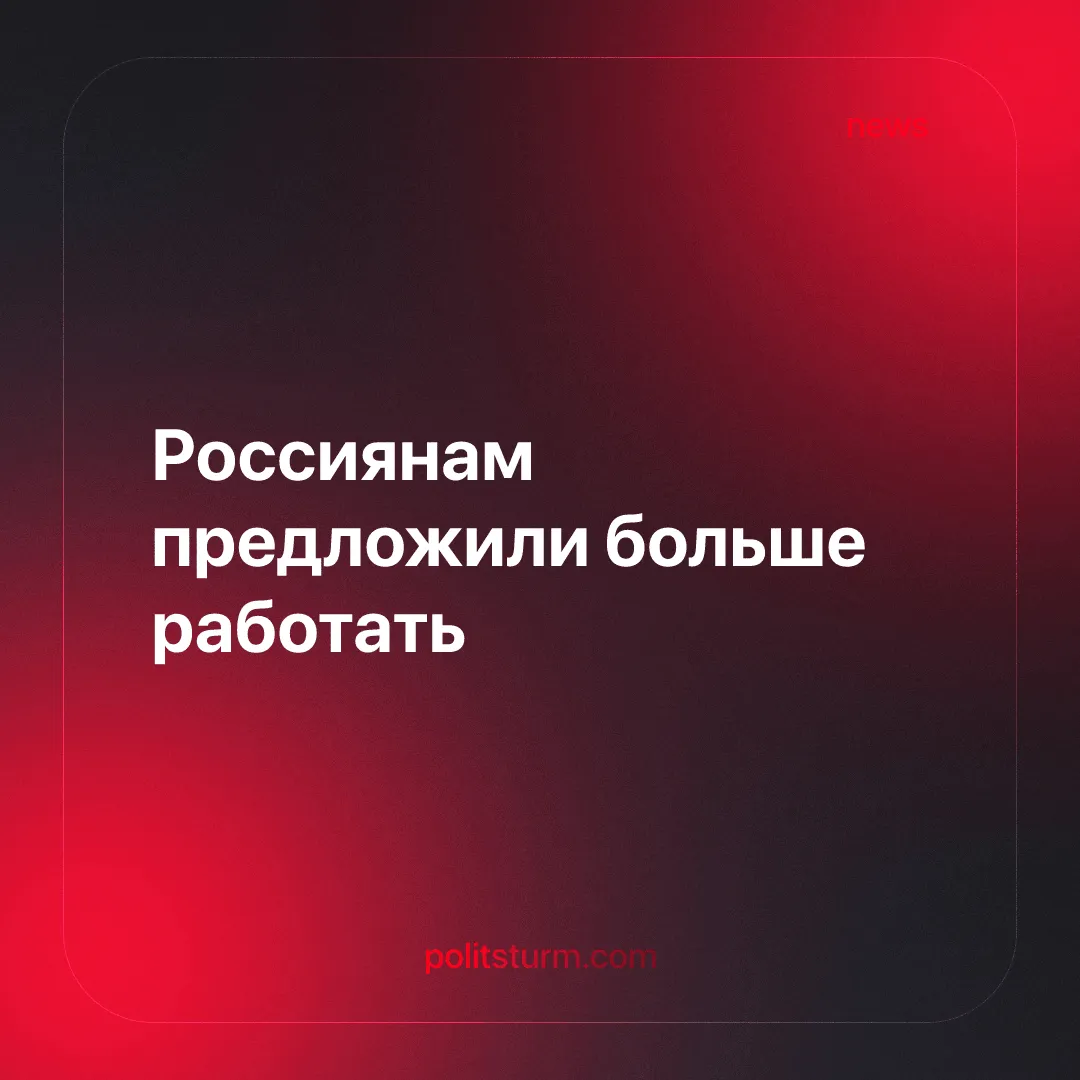 news
Россиянам
предложили больше
работать
politsturm.com